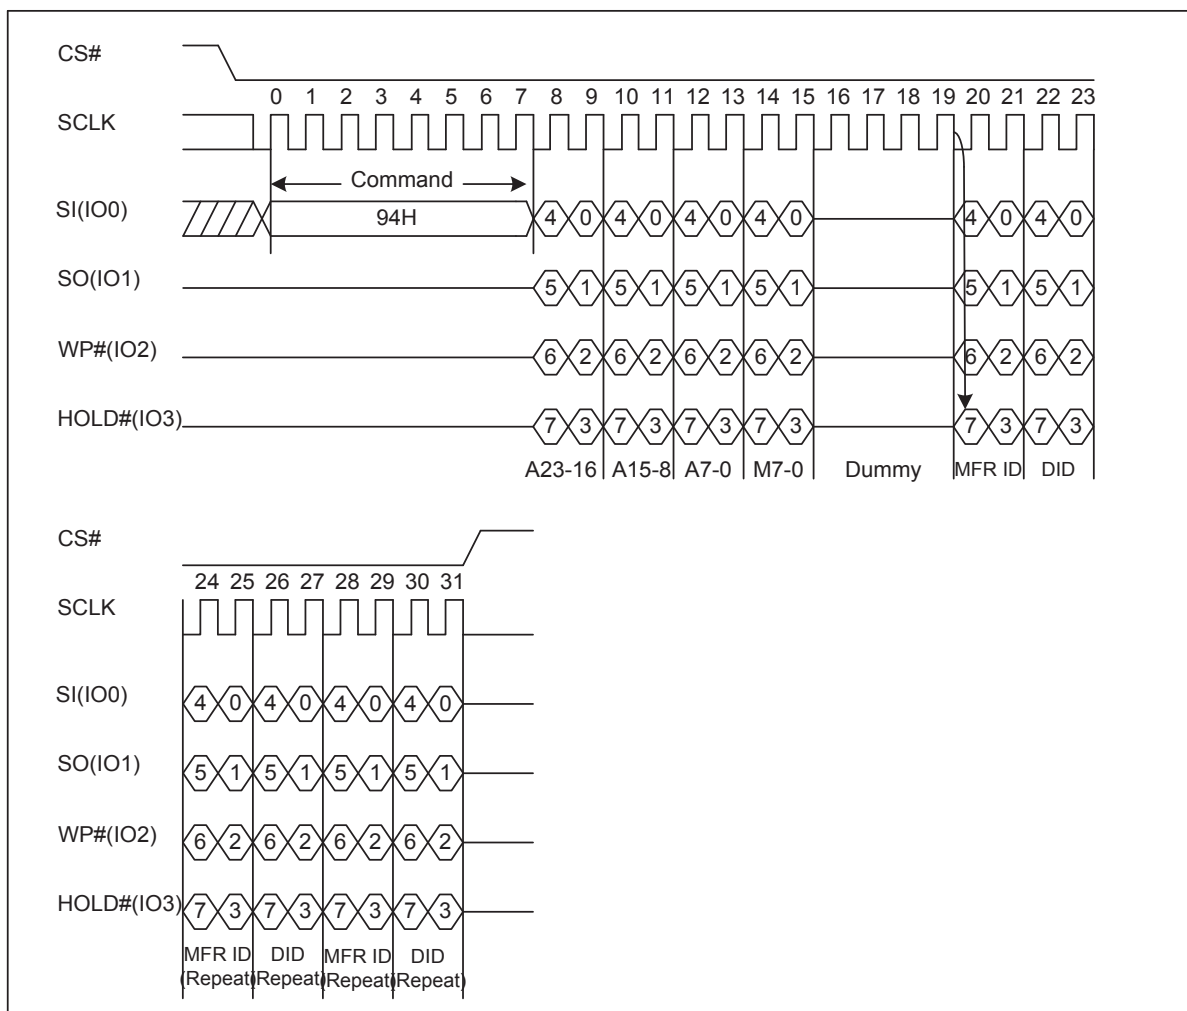 CS#
0 1 2 3 4 5 6 7 8 9 10 11 12 13 14 15 16 17 18 19 20 21 22 23
SCLK
Command
SI(IO0) 94H 4 0 4 0 4 0 4 0 4 0 4 0
SO(IO1) 5 1 5 1 5 1 5 1 5 1 5 1
WP#(IO2) 6 2 6 2 6 2 6 2 6 2 6 2
HOLD#(IO3) 7 3 7 3 7 3 7 3 7 3 7 3
A23-16 A15-8 A7-0 M7-0 Dummy MFR ID DID
CS#
24 25 26 27 28 29 30 31
SCLK
SI(IO0) 4 0 4 0 4 0 4 0
SO(IO1) 5 1 5 1 5 1 5 1
WP#(IO2) 6 2 6 2 6 2 6 2
HOLD#(IO3) 7 3 7 3 7 3 7 3
MFR ID DID MFR ID DID
(Repeat) (Repeat) (Repeat) (Repeat)